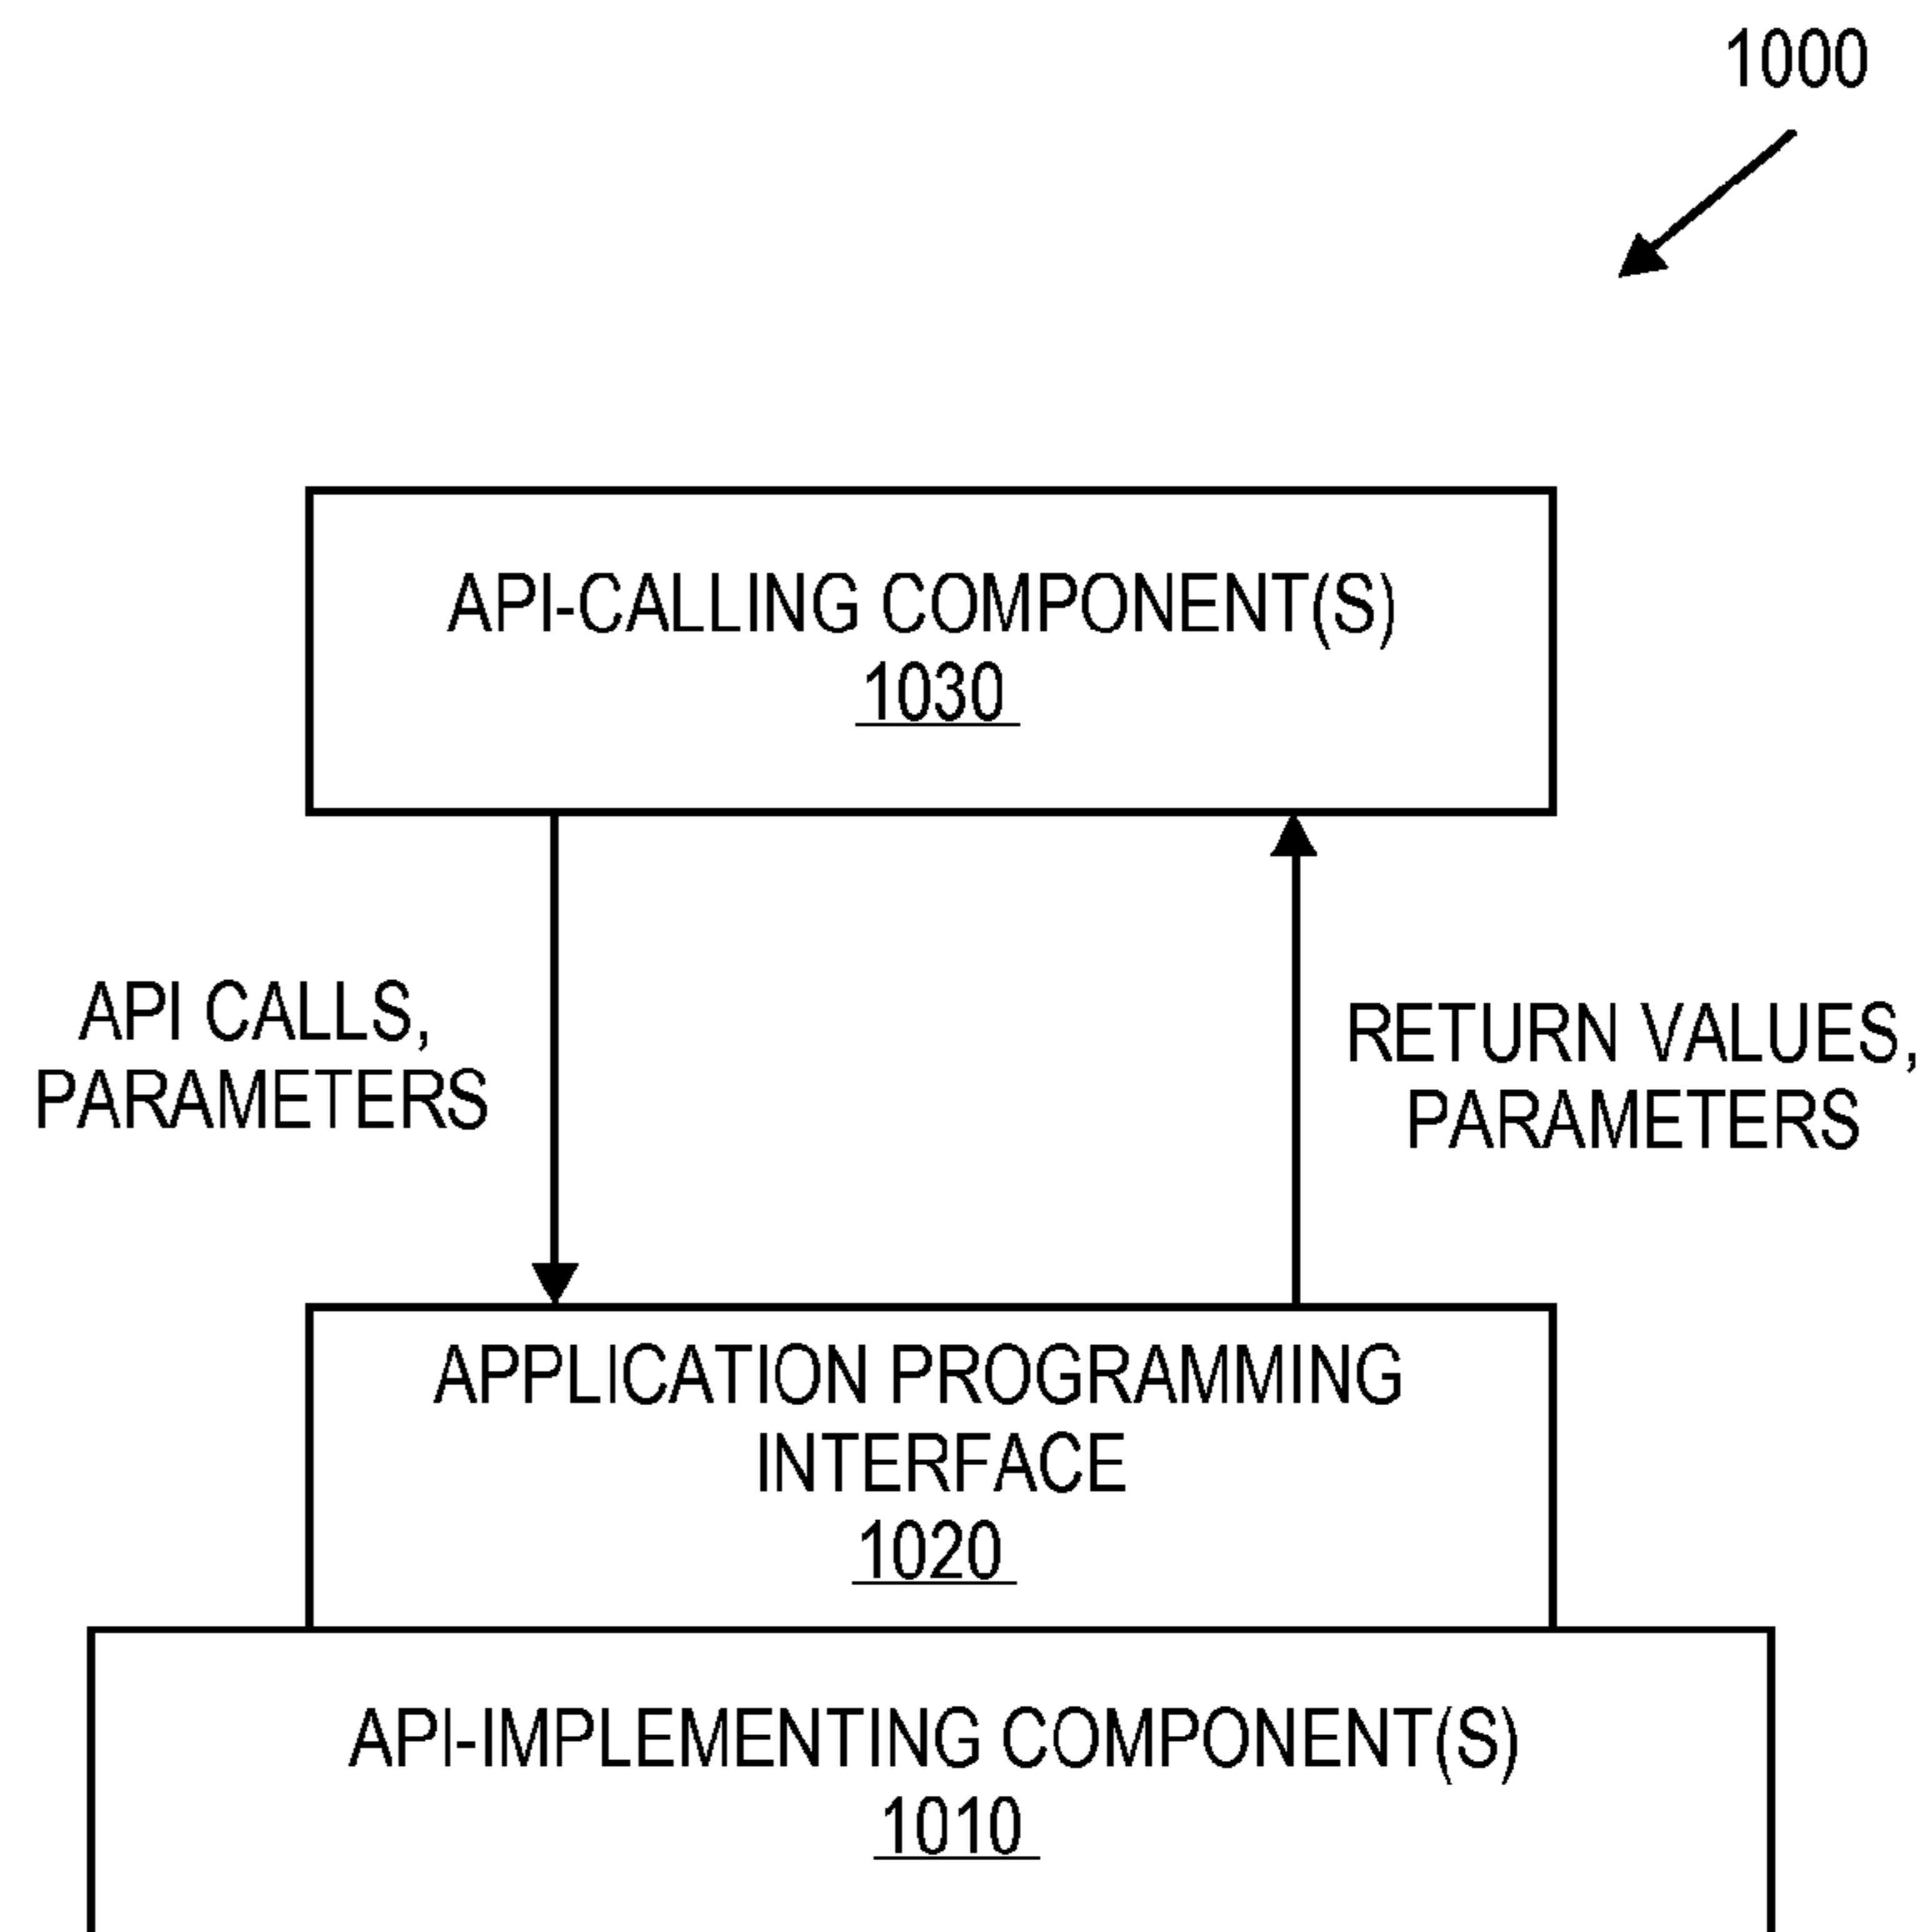 1000
API-CALLING COMPONENT(S)
1030
API CALLS,
PARAMETERS
RETURN VALUES,
PARAMETERS
APPLICATION PROGRAMMING
INTERFACE
1020
API-IMPLEMENTING COMPONENT(S)
1010